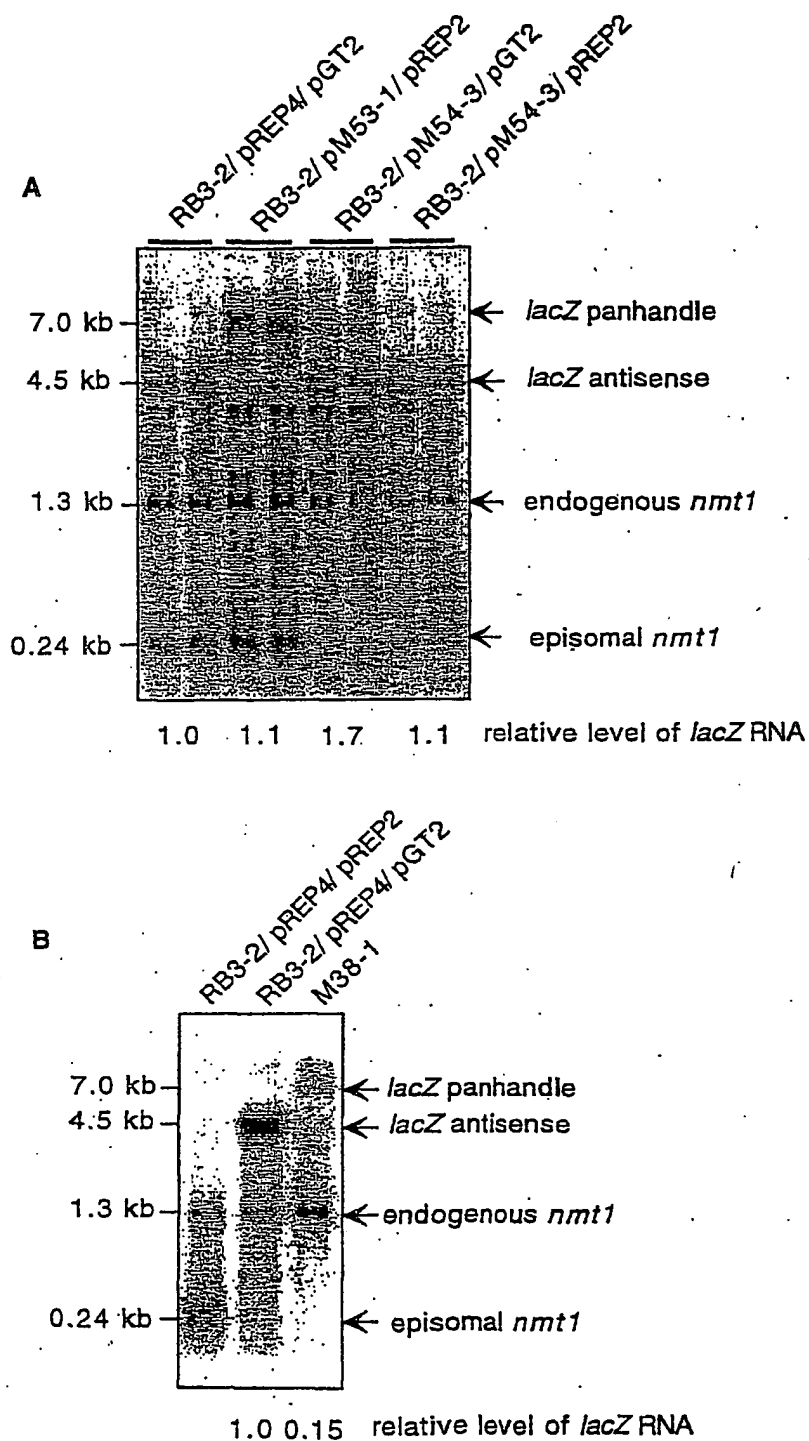 A
RB3-2/ pREP4/ pGT2
RB3-2/ pM53-1/ pREP2
RB3-2/ pM54-3/ pGT2
RB3-2/ pM54-3/ pREP2
7.0 kb
lacZ panhandle
4.5 kb
lacZ antisense
1.3 kb
endogenous nmt1
0.24 kb
episomal nmt1
1.0 1.1 1.7 1.1 relative level of lacZ RNA
B
RB3-2/ pREP4/ pREP2
RB3-2/ pREP4/ pGT2
M38-1
7.0 kb
lacZ panhandle
4.5 kb
lacZ antisense
1.3 kb
endogenous nmt1
0.24 kb
episomal nmt1
1.0 0.15 relative level of lacZ RNA